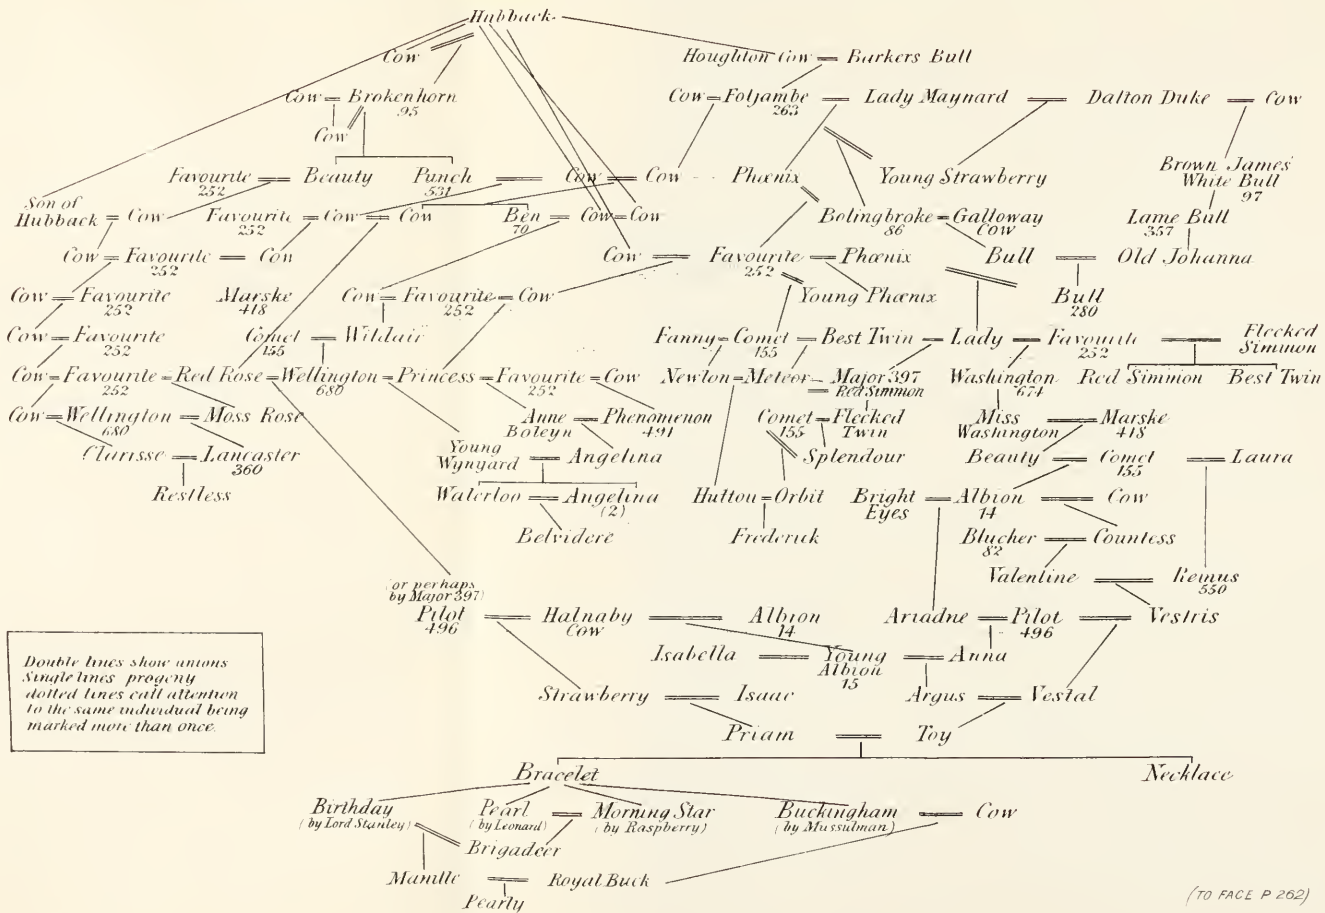 Hubback
Cow
Houghton Cow = Barkers Bull
Cow = Brokenhorn
95
Cow = Foljambe = Lady Maynard = Dalton Duke = Cow
263
Cow
Brown James'
White Bull
97
Favourite = Beauty Punch = Cow = Cow Phœnix Young Strawberry
252 531
Son of
Hubback = Cow Favourite = Cow = Cow Ben = Cow = Cow Bolingbroke = Galloway Lame Bull
252 70 86 Cow 357
Cow = Favourite = Cow Cow = Favourite = Phœnix Bull = Old Johanna
252 252
Cow = Favourite Marske Cow = Favourite = Cow Young Phœnix Bull
252 418 252 280
Cow = Favourite Comet = Wildair Fanny = Comet = Best Twin = Lady = Favourite = Flecked
252 155 155 252 Simmon
Cow = Favourite = Red Rose = Wellington = Princess = Favourite = Cow Newton = Meteor = Major 397 Washington Red Simmon Best Twin
252 680 252 Red Simmon 674
Cow = Wellington = Moss Rose Anne = Phenomenon Comet = Flecked Miss = Marske
680 Boleyn 491 155 Twin Washington 418
Clarisse = Lancaster Young = Angelina Splendour Beauty = Comet = Laura
360 Wynyard 155
Restless Waterloo = Angelina Hutton = Orbit Bright = Albion = Cow
(2) Eyes 14
Belvidere Frederick Blucher = Countess
82
Valentine = Remus
550
(or perhaps
by Major 397)
Pilot = Halnaby = Albion Ariadne = Pilot = Vestris
496 Cow 14 496
Isabella = Young = Anna
Albion
15
Double lines show unions
Single lines progeny
dotted lines call attention
to the same individual being
marked more than once.
Strawberry = Isaac Argus = Vestal
Priam = Toy
Bracelet Necklace
Birthday Pearl = Morning Star Buckingham = Cow
(by Lord Stanley) (by Leonard) (by Raspberry) (by Mussulman)
Brigadeer
Manille = Royal Buck
Pearly
(TO FACE P 262)